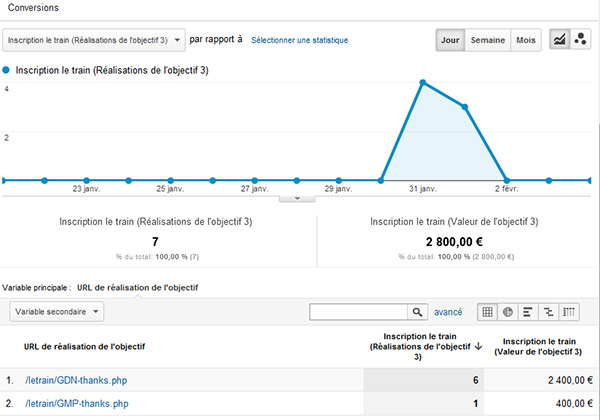 Conversions
Inscription le train (Réalisations de l'objectif 3) par rapport à Sélectionner une statistique Jour Semaine Mois
Inscription le train (Réalisations de l'objectif 3)
4
2
23 janv. 25 janv. 27 janv. 29 janv. 31 janv. 2 févr.
Inscription le train (Réalisations de l'objectif 3) Inscription le train (Valeur de l'objectif 3)
7 2 800,00 €
% du total: 100,00 % (7) % du total: 100,00 % (2 800,00 €)
Variable principale : URL de réalisation de l'objectif
Variable secondaire avancé
URL de réalisation de l'objectif
Inscription le train (Réalisations de l'objectif 3)
Inscription le train (Valeur de l'objectif 3)
1. /letrain/GDN-thanks.php 6 2 400,00 €
2. /letrain/GMP-thanks.php 1 400,00 €